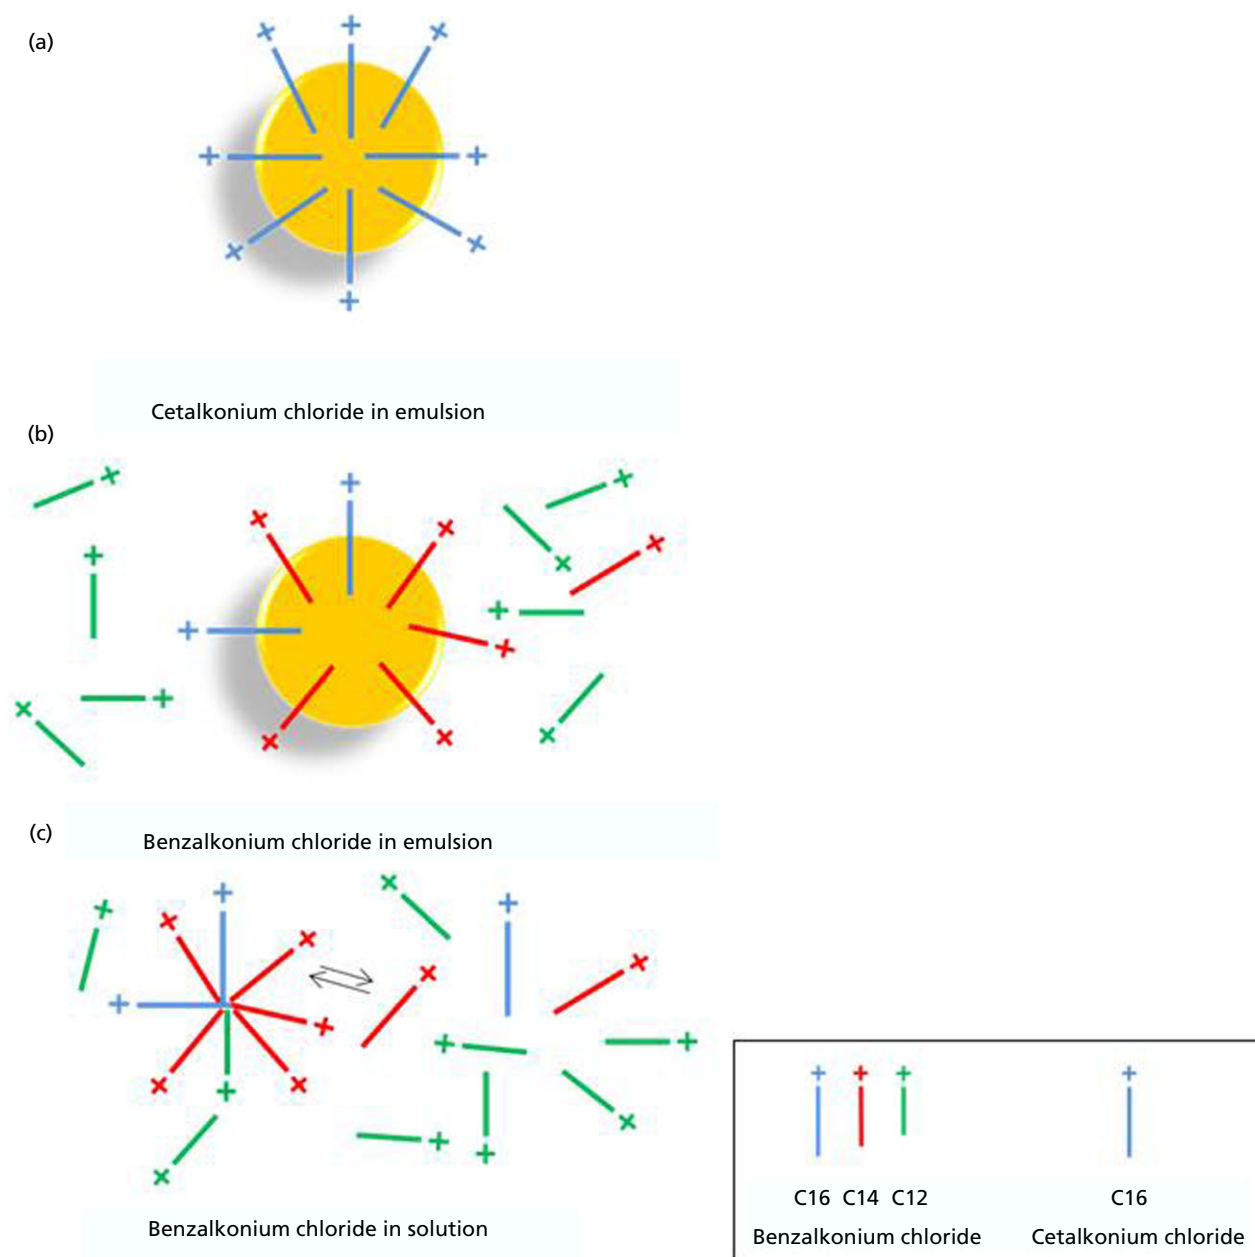 (a)
Cetalkonium chloride in emulsion
(b)
Benzalkonium chloride in emulsion
(c)
Benzalkonium chloride in solution
C16 C14 C12 C16
Benzalkonium chloride Cetalkonium chloride